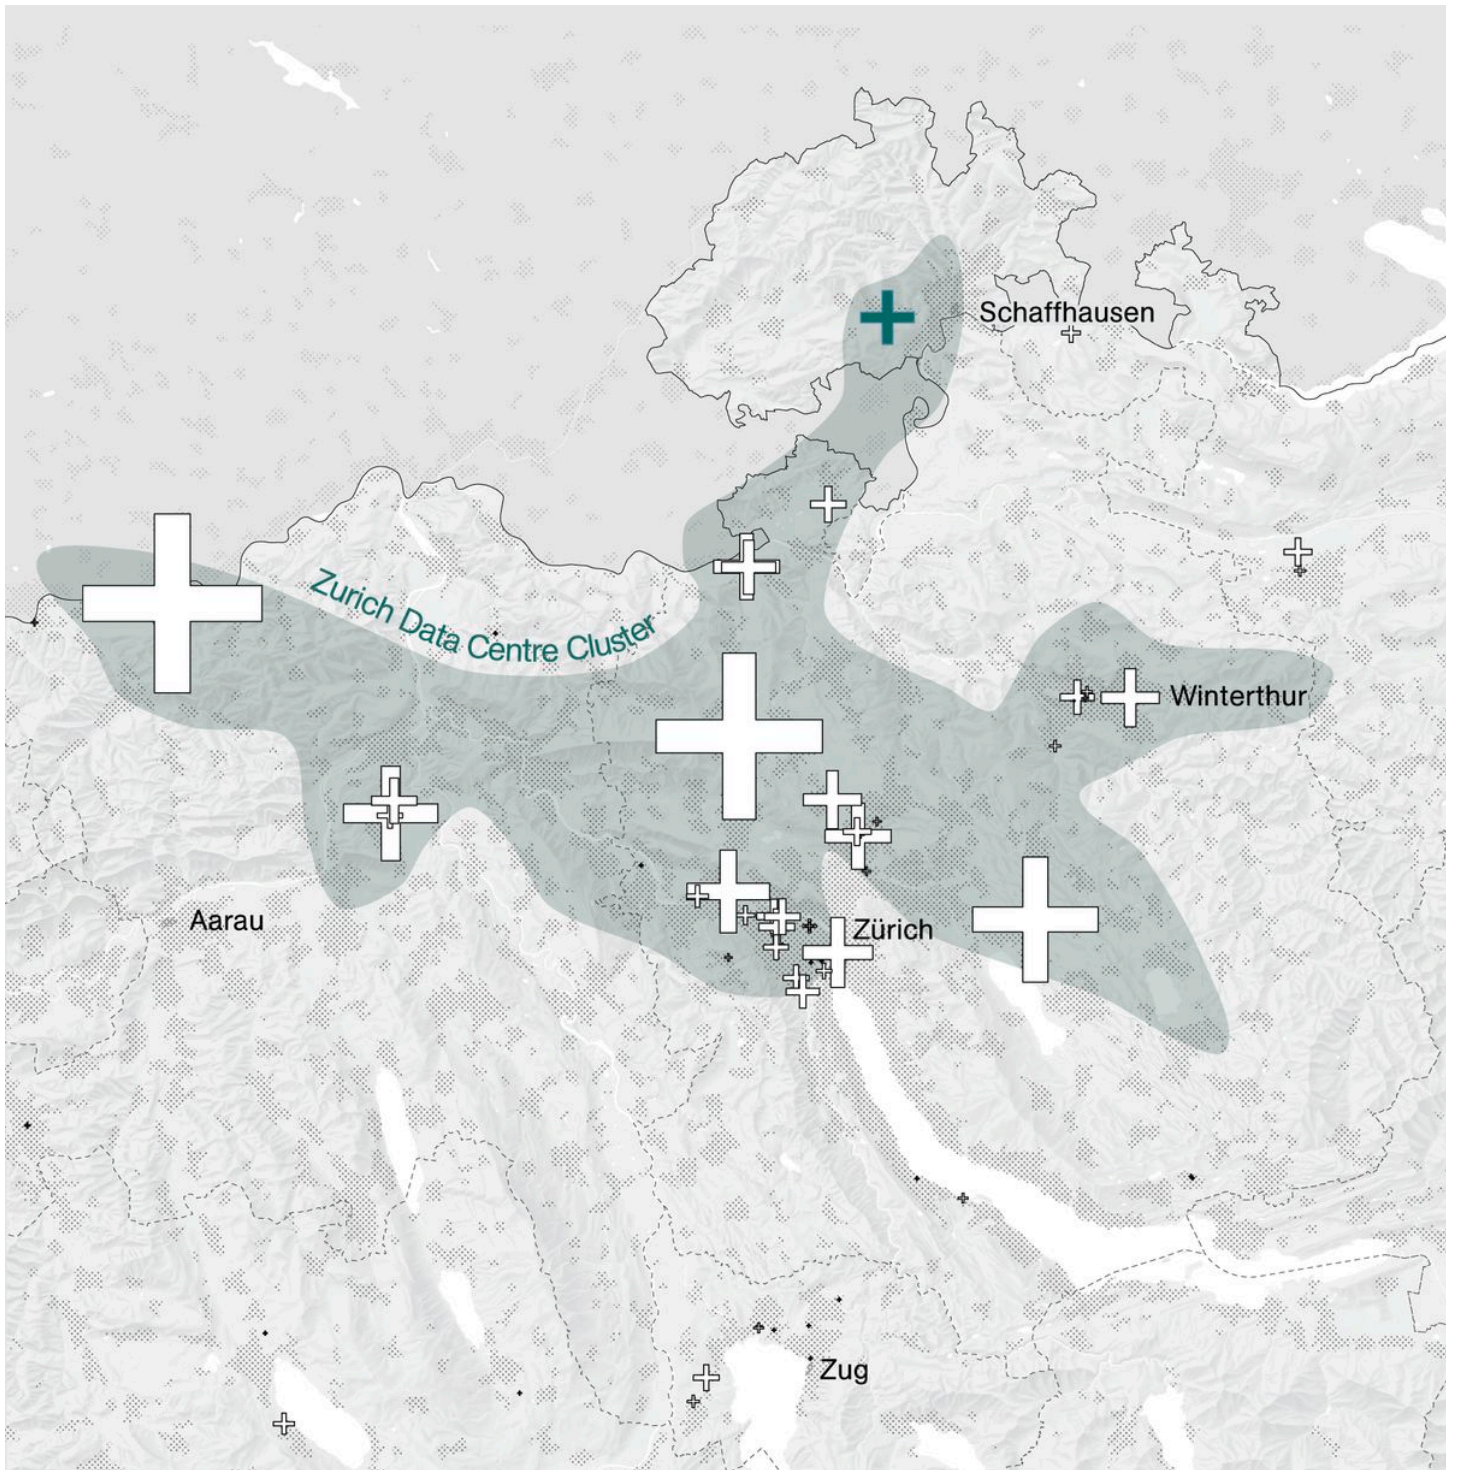 Schaffhausen
Zurich Data Centre Cluster
Winterthur
Aarau
Zürich
Zug